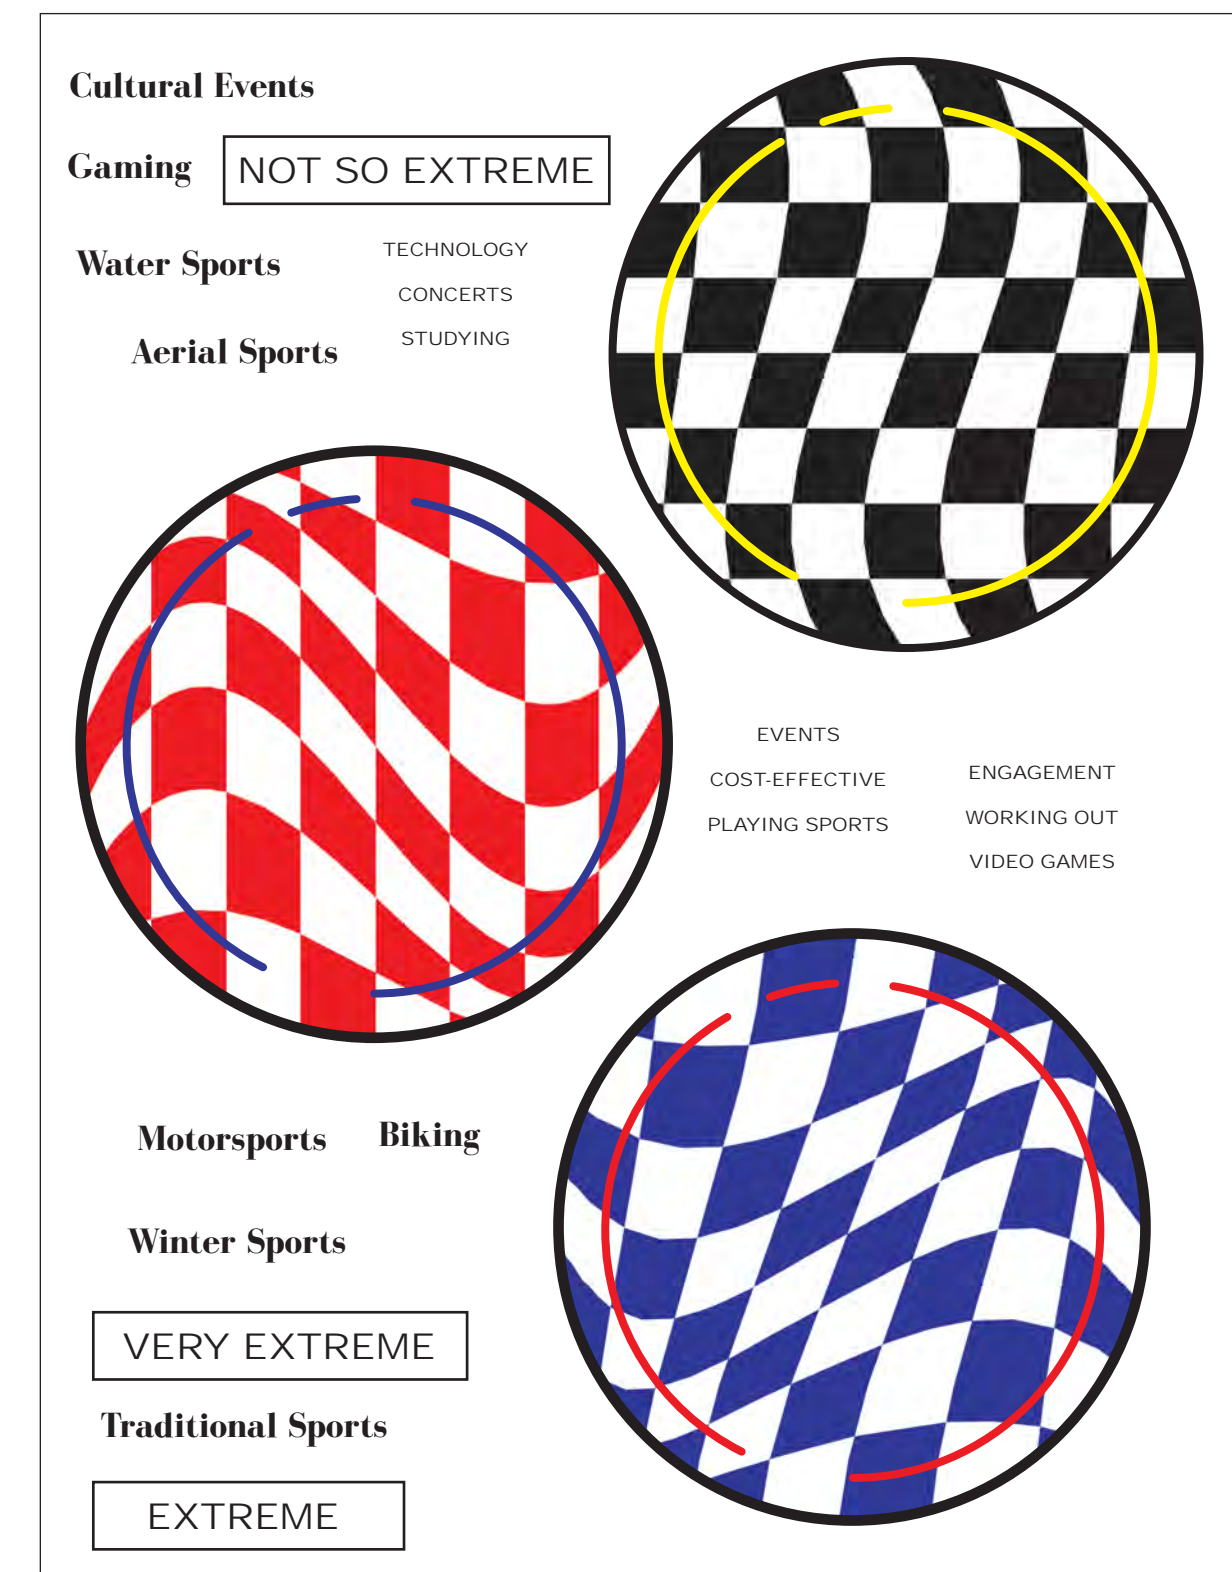 Cultural Events
Gaming
NOT SO EXTREME
Water Sports
TECHNOLOGY
CONCERTS
STUDYING
Aerial Sports
EVENTS
COST-EFFECTIVE
PLAYING SPORTS
ENGAGEMENT
WORKING OUT
VIDEO GAMES
Motorsports
Biking
Winter Sports
VERY EXTREME
Traditional Sports
EXTREME